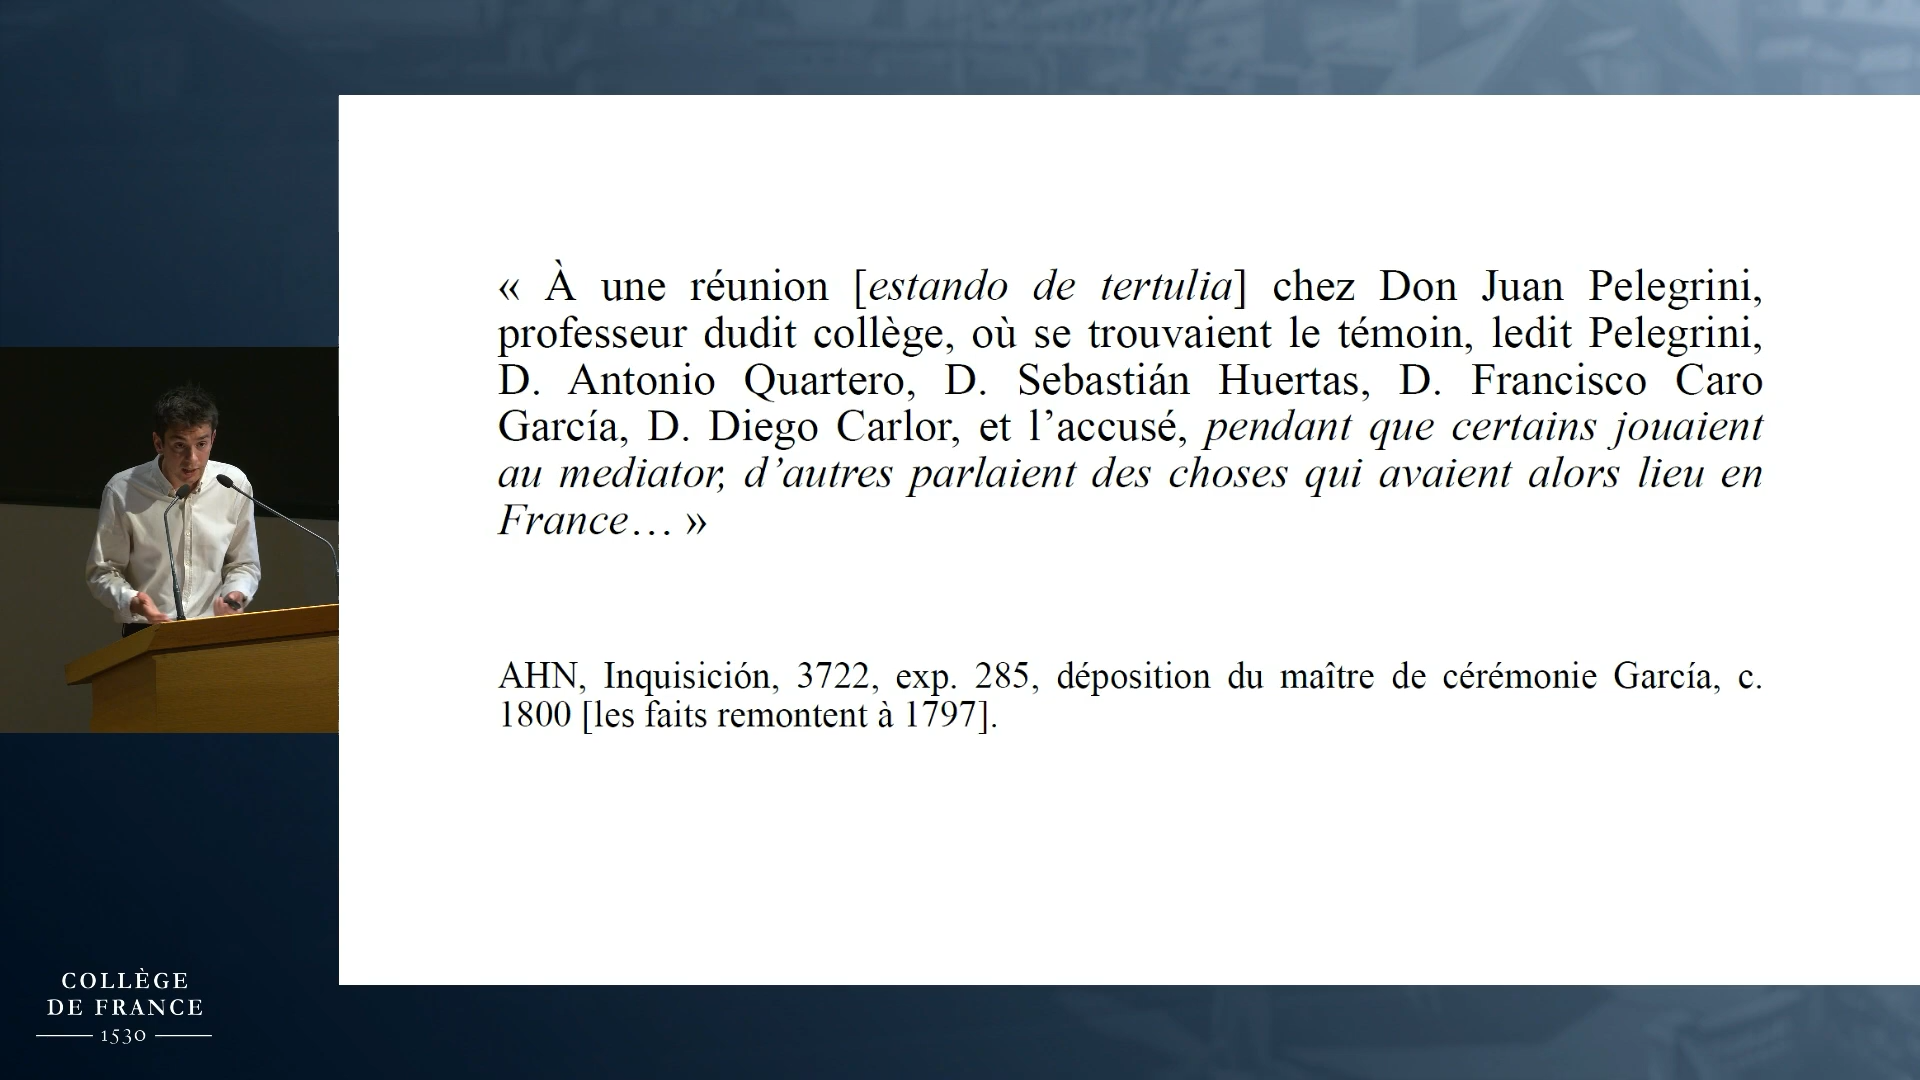 « À une réunion [estando de tertulia] chez Don Juan Pelegrini,
professeur dudit collège, où se trouvaient le témoin, ledit Pelegrini,
D. Antonio Quartero, D. Sebastián Huertas, D. Francisco Caro
García, D. Diego Carlor, et l’accusé, pendant que certains jouaient
au mediator, d’autres parlaient des choses qui avaient alors lieu en
France… »
AHN, Inquisición, 3722, exp. 285, déposition du maître de cérémonie García, c.
1800 [les faits remontent à 1797].
COLLÈGE
DE FRANCE
1530